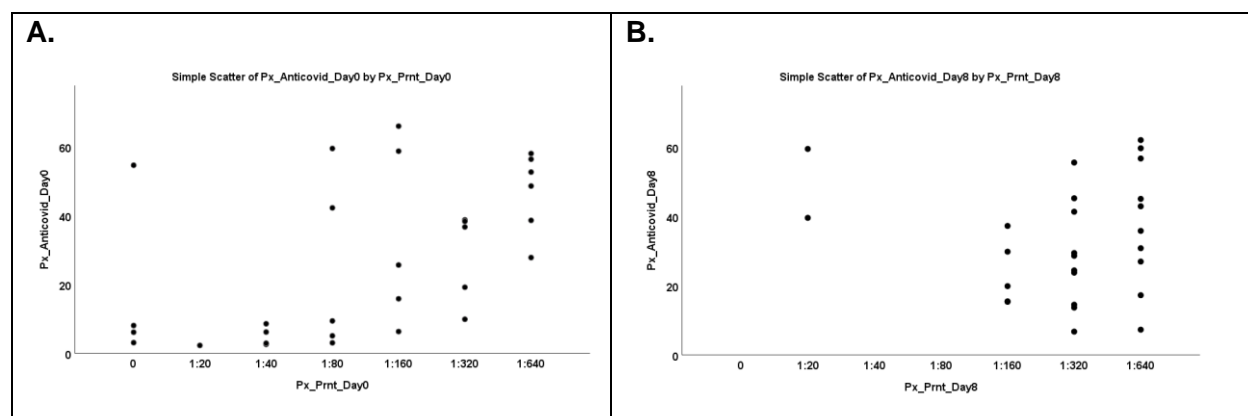 A.
Simple Scatter of Px_Anticovid_Day0 by Px_Prnt_Day0
Px_Anticovid_Day0
60
40
20
0
0 1:20 1:40 1:80 1:160 1:320 1:640
Px_Prnt_Day0
B.
Simple Scatter of Px_Anticovid_Day8 by Px_Prnt_Day8
Px_Anticovid_Day8
60
40
20
0
0 1:20 1:40 1:80 1:160 1:320 1:640
Px_Prnt_Day8